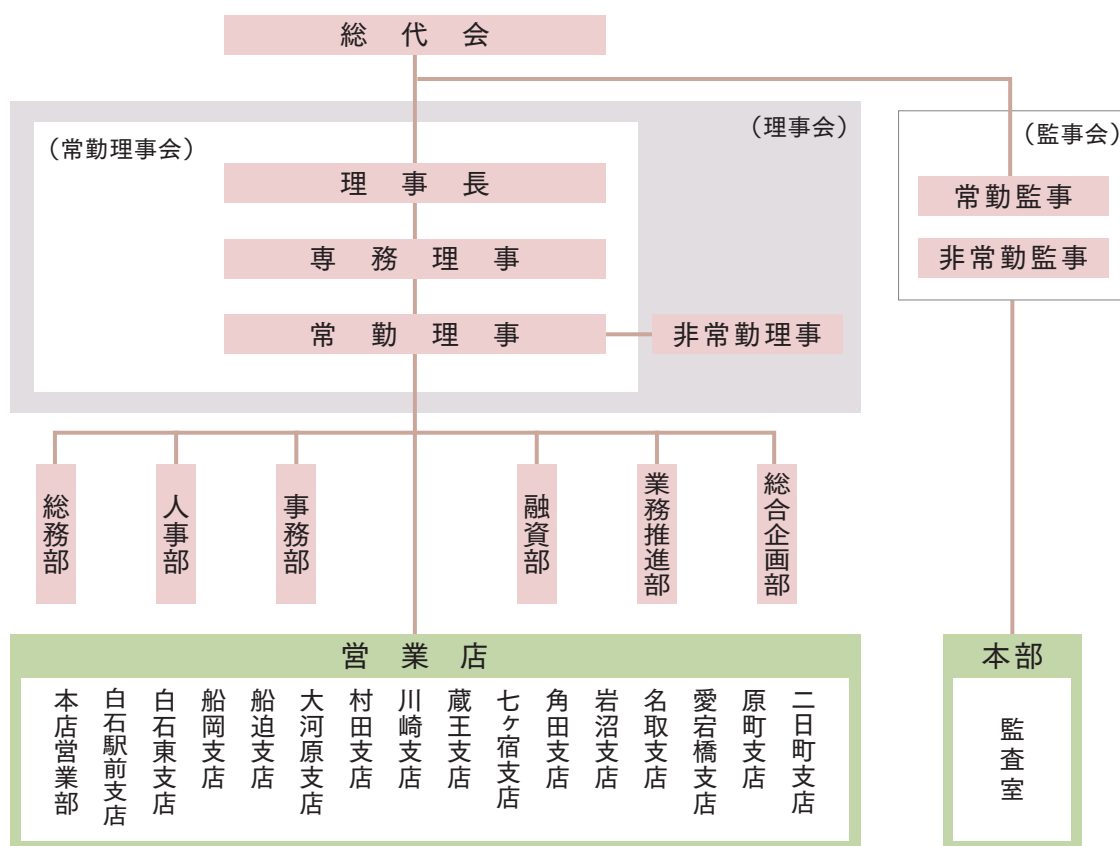 総代会
（理事会）
（監事会）
（常勤理事会）
理事長
常勤監事
専務理事
非常勤監事
常勤理事
非常勤理事
総務部
人事部
事務部
融資部
業務推進部
総合企画部
営業店
本部
本店営業部
白石駅前支店
白石東支店
船岡支店
船迫支店
大河原支店
村田支店
川崎支店
蔵王支店
七ヶ宿支店
角田支店
岩沼支店
名取支店
愛宕橋支店
原町支店
二日町支店
監査室